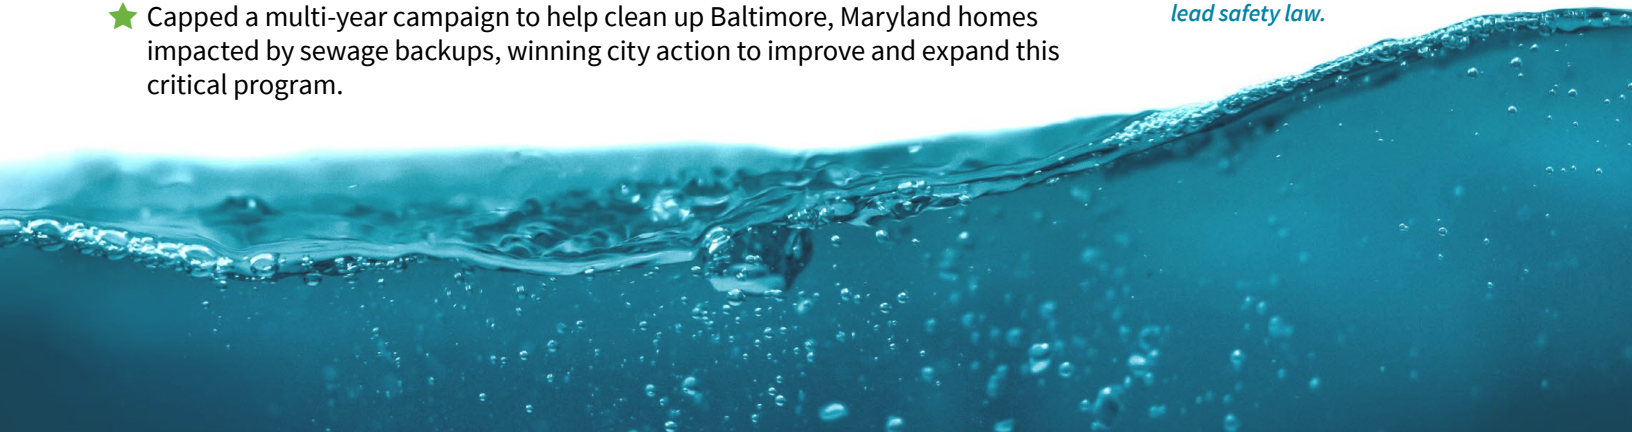 Capped a multi-year campaign to help clean up Baltimore, Maryland homes
impacted by sewage backups, winning city action to improve and expand this
critical program.
lead safety law.